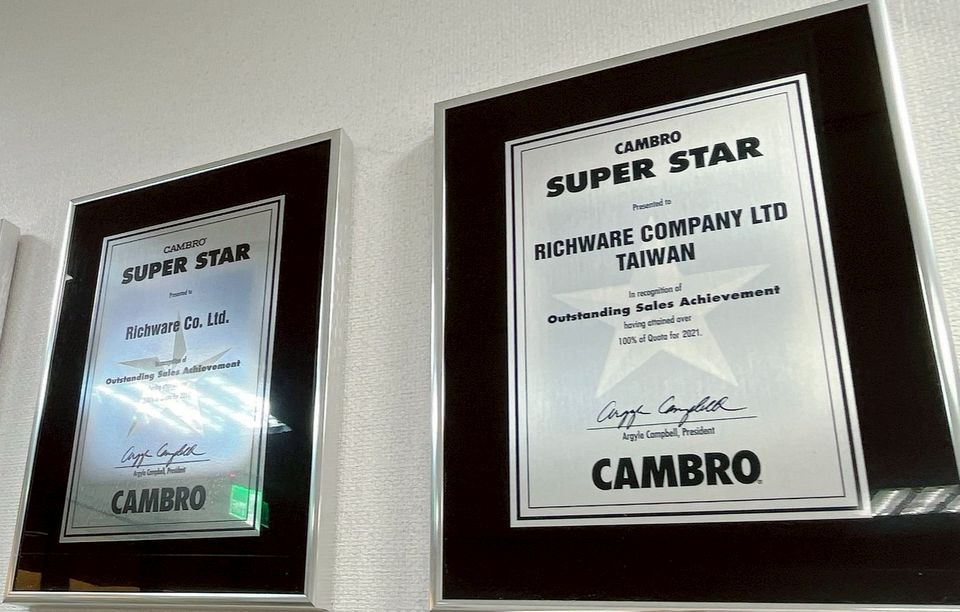 CAMBRO
SUPER STAR
Presented to
Richware Co. Ltd.
Outstanding Sales Achievement
Argyle Campbell, President
CAMBRO
CAMBRO
SUPER STAR
Presented to
RICHWARE COMPANY LTD
TAIWAN
In recognition of
Outstanding Sales Achievement
having attained over
100% of Quota for 2021.
Argyle Campbell
Argyle Campbell, President
CAMBRO®